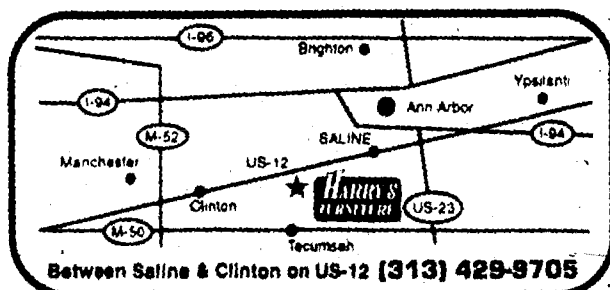 I-96
Brighton
Ypsilanti
I-94
Ann Arbor
M-52
SALINE
I-94
Manchester
US-12
HARRY'S
FURNITURE
Clinton
US-23
M-50
Tecumseh
Between Saline & Clinton on US-12 (313) 429-9705